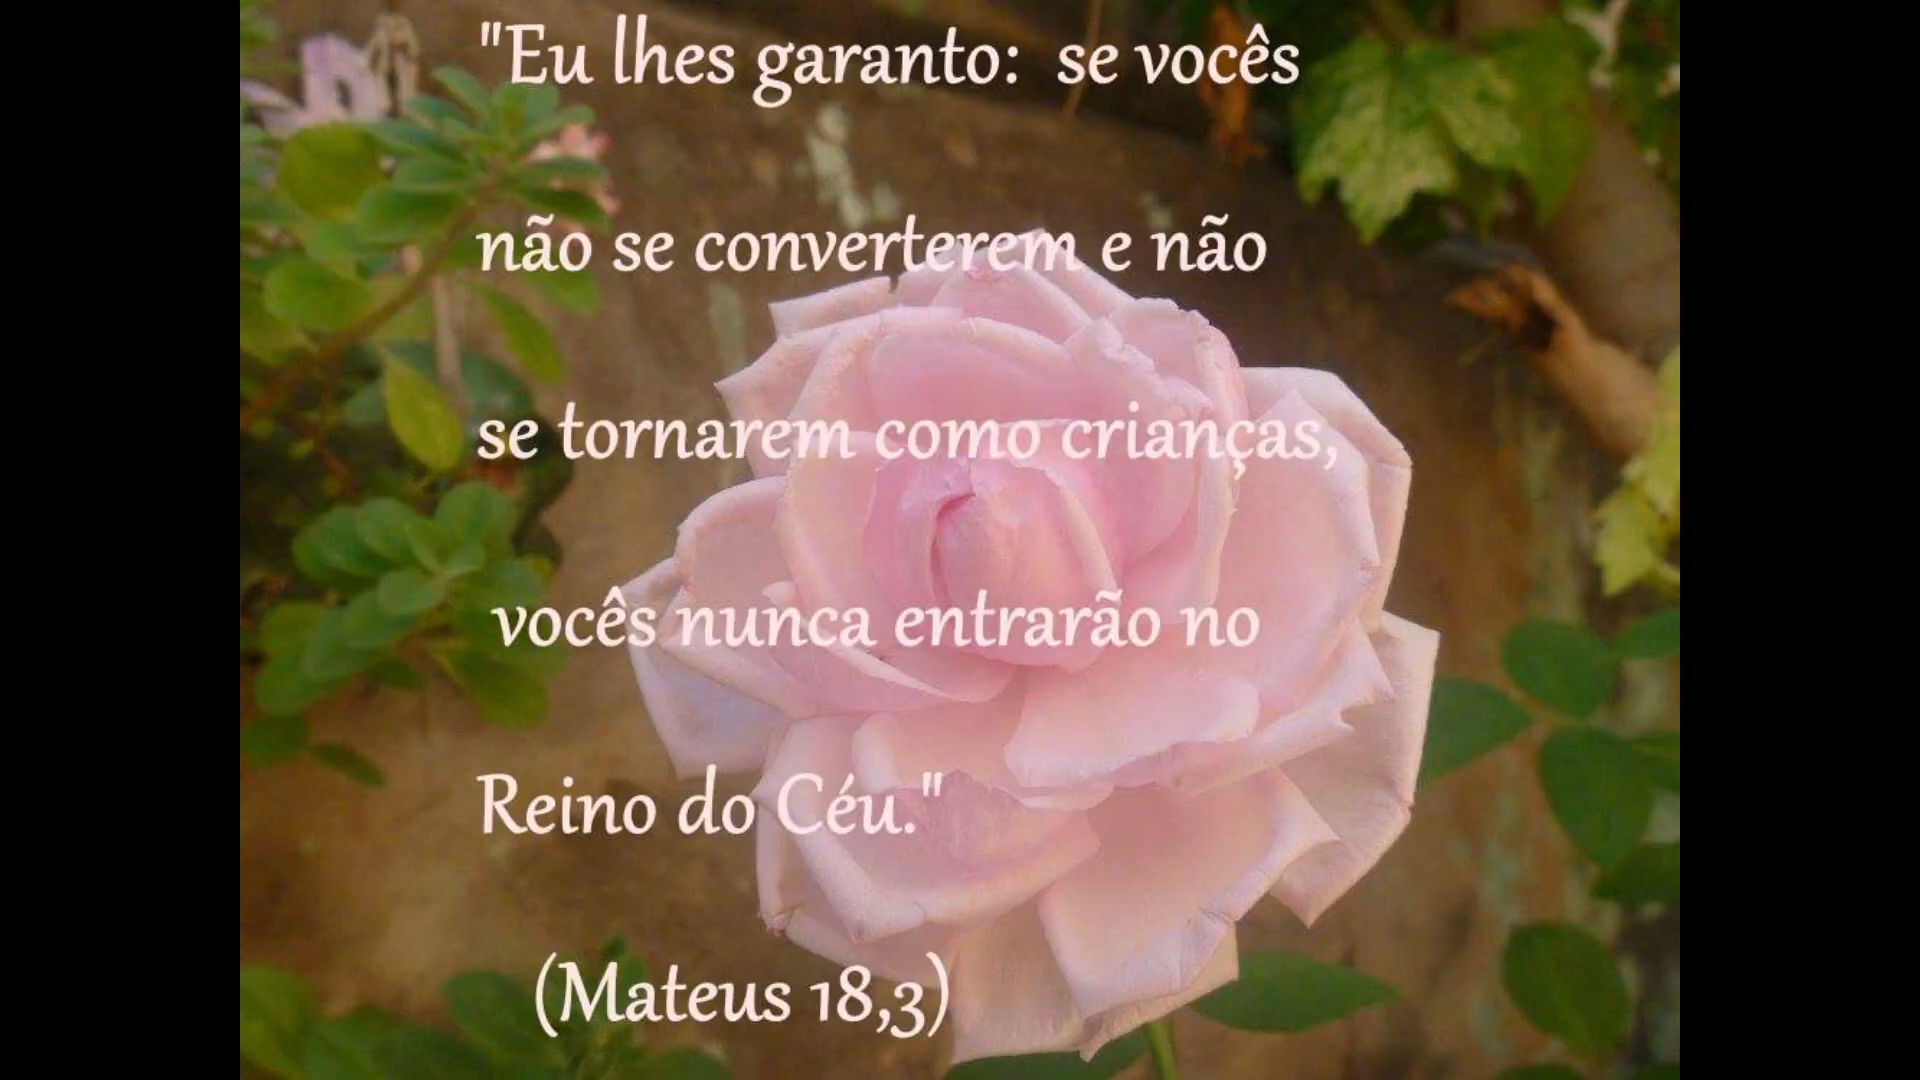 "Eu lhes garanto: se vocês
não se converterem e não
se tornarem como crianças,
vocês nunca entrarão no
Reino do Céu."
(Mateus 18,3)